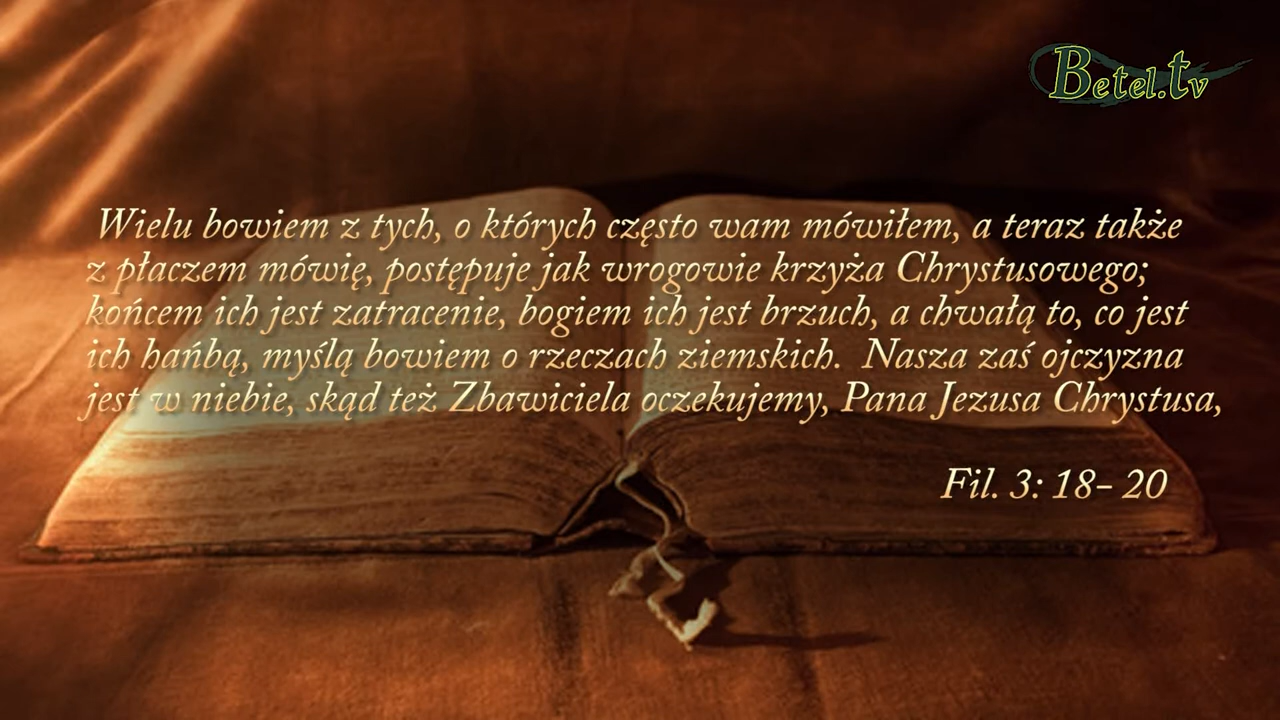 Betel.tv
Wielu bowiem z tych, o których często wam mówiłem, a teraz także
z płaczem mówię, postępuje jak wrogowie krzyża Chrystusowego;
końcem ich jest zatracenie, bogiem ich jest brzuch, a chwałą to, co jest
ich hańbą, myślą bowiem o rzeczach ziemskich. Nasza zaś ojczyzna
jest w niebie, skąd też Zbawiciela oczekujemy, Pana Jezusa Chrystusa,
Fil. 3: 18- 20